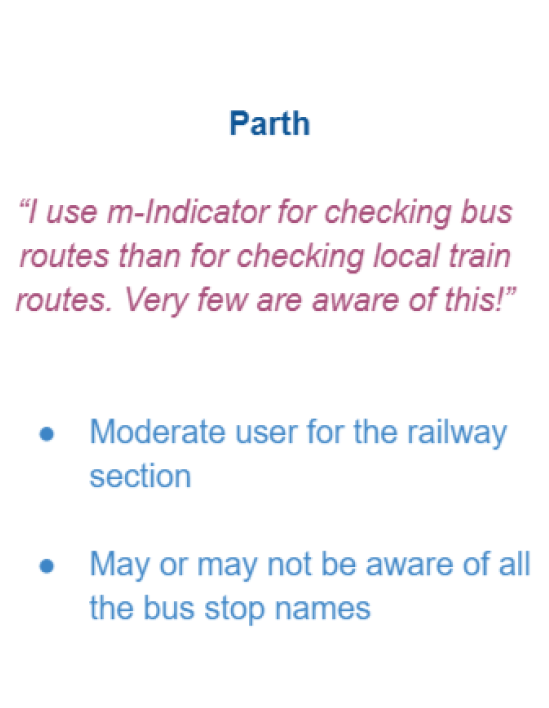 Parth
“I use m-Indicator for checking bus
routes than for checking local train
routes. Very few are aware of this!”
● Moderate user for the railway
section
● May or may not be aware of all
the bus stop names